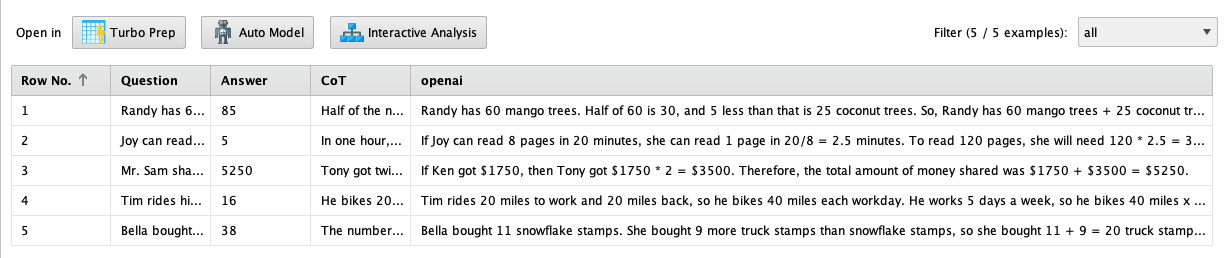 Open in Turbo Prep Auto Model Interactive Analysis Filter (5 / 5 examples): all
Row No. Question Answer CoT openai
1 Randy has 6... 85 Half of the n... Randy has 60 mango trees. Half of 60 is 30, and 5 less than that is 25 coconut trees. So, Randy has 60 mango trees + 25 coconut tr...
2 Joy can read... 5 In one hour,... If Joy can read 8 pages in 20 minutes, she can read 1 page in 20/8 = 2.5 minutes. To read 120 pages, she will need 120 * 2.5 = 3...
3 Mr. Sam sha... 5250 Tony got twi... If Ken got $1750, then Tony got $1750 * 2 = $3500. Therefore, the total amount of money shared was $1750 + $3500 = $5250.
4 Tim rides hi... 16 He bikes 20... Tim rides 20 miles to work and 20 miles back, so he bikes 40 miles each workday. He works 5 days a week, so he bikes 40 miles x ...
5 Bella bought... 38 The number... Bella bought 11 snowflake stamps. She bought 9 more truck stamps than snowflake stamps, so she bought 11 + 9 = 20 truck stamp...